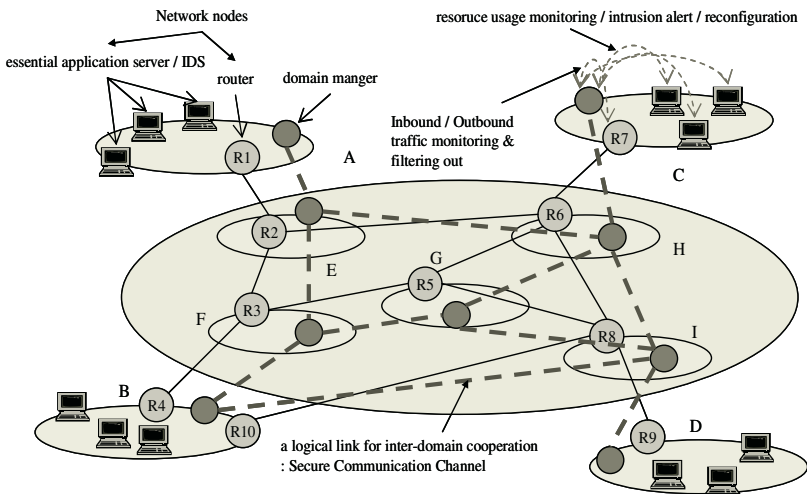 Network nodes
resoruce usage monitoring / intrusion alert / reconfiguration
essential application server / IDS
router
domain manger
Inbound / Outbound
traffic monitoring &
filtering out
R1
A
R7
C
R2
R6
H
E
G
R5
F
R3
R8
I
B
R4
R10
R9
D
a logical link for inter-domain cooperation
: Secure Communication Channel